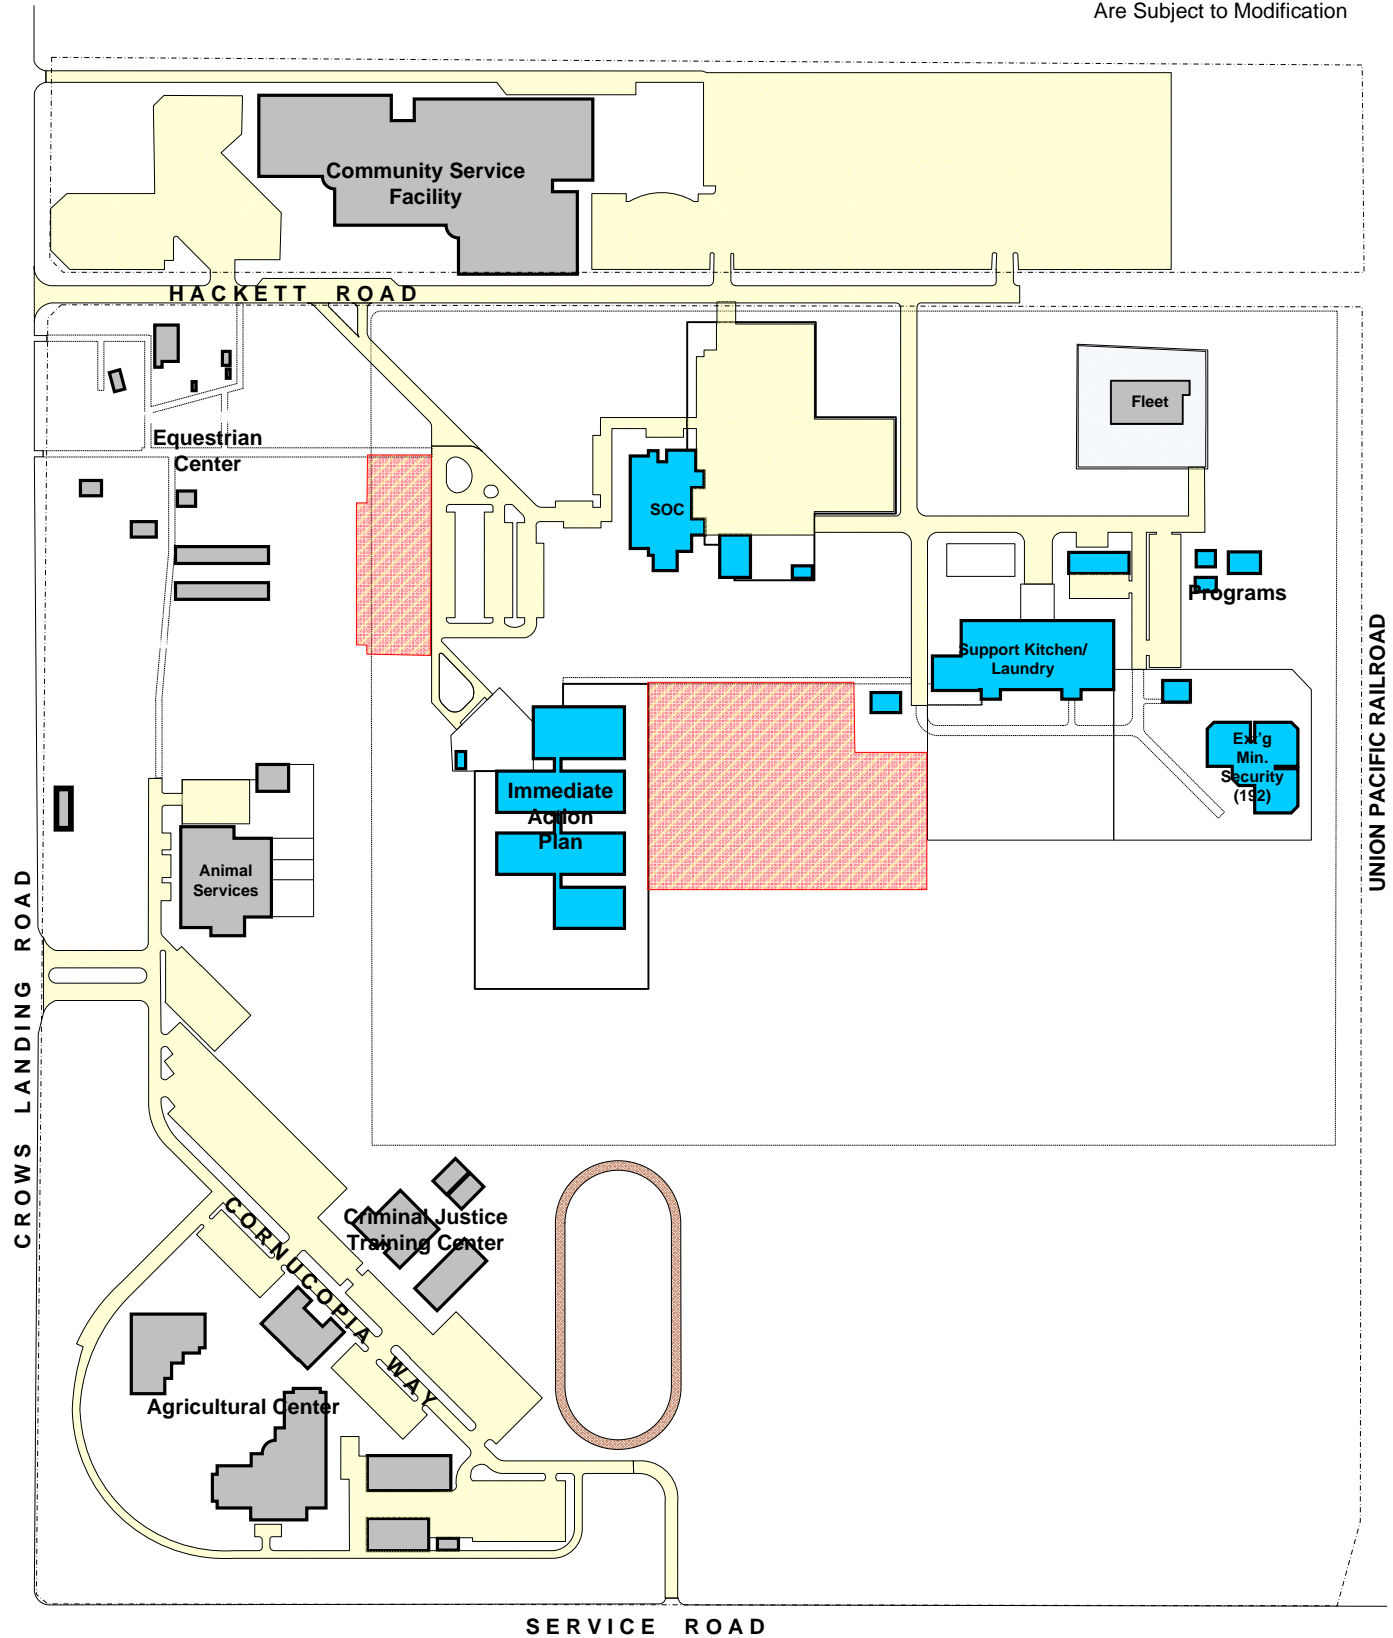 Are Subject to Modification
Community Service
Facility
HACKETT ROAD
Fleet
Equestrian
Center
SOC
Programs
Support Kitchen/
Laundry
UNION PACIFIC RAILROAD
Ext'g
Min.
Security
(192)
Immediate
Action
Plan
Animal
Services
CROWS LANDING ROAD
Criminal Justice
Training Center
CORNUCOPIA WAY
Agricultural Center
SERVICE ROAD